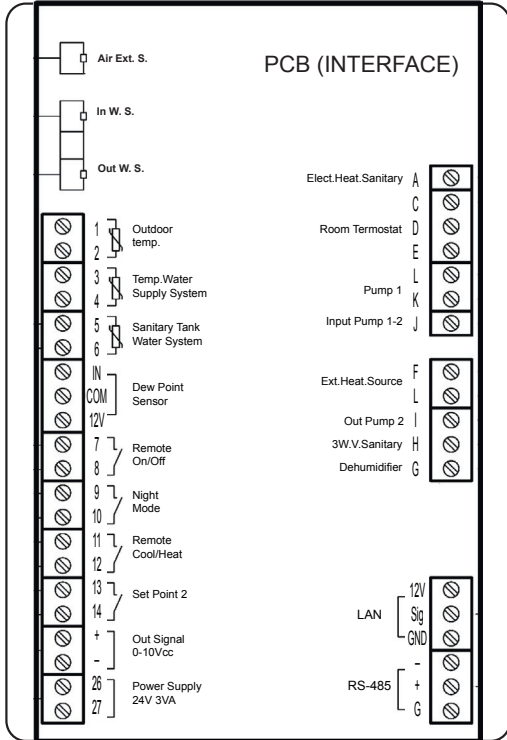 PCB (INTERFACE)
Air Ext. S.
In W. S.
Out W. S.
1 Outdoor
2 temp.
3 Temp.Water
4 Supply System
5 Sanitary Tank
6 Water System
IN
COM Dew Point
12V Sensor
7 Remote
8 On/Off
9 Night
10 Mode
11 Remote
12 Cool/Heat
13 Set Point 2
14
+ Out Signal
– 0-10Vcc
26 Power Supply
27 24V 3VA
Elect.Heat.Sanitary A
C
Room Termostat D
E
L
Pump 1 K
Input Pump 1-2 J
F
Ext.Heat.Source L
Out Pump 2 I
3W.V.Sanitary H
Dehumidifier G
12V
LAN Sig
GND
–
RS-485 +
G